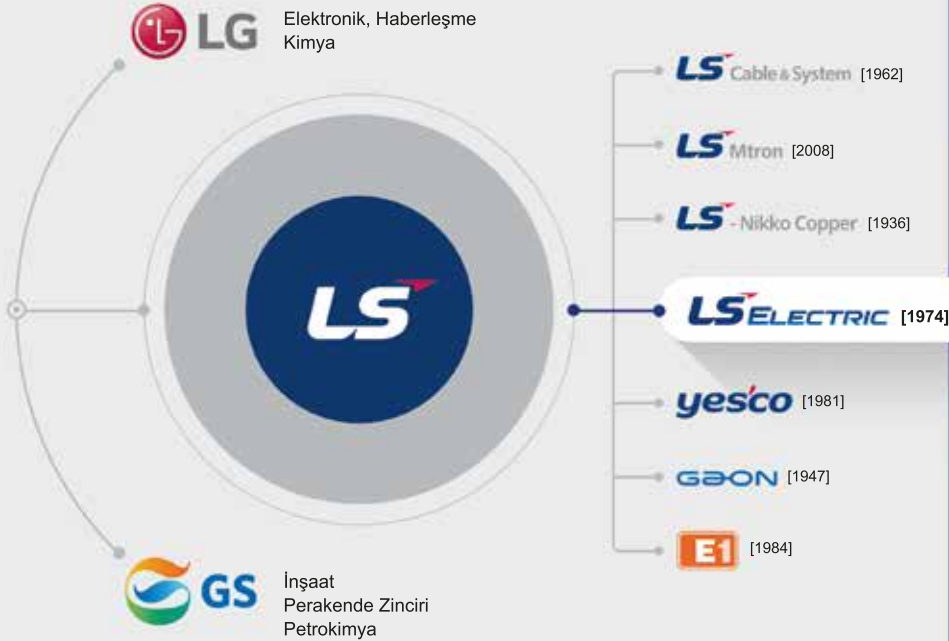 LG
Elektronik, Haberleşme
Kimya
LS
LS Cable & System [1962]
LS Mtron [2008]
LS - Nikko Copper [1936]
LS ELECTRIC [1974]
yesco [1981]
GAON [1947]
E1 [1984]
GS
İnşaat
Perakende Zinciri
Petrokimya